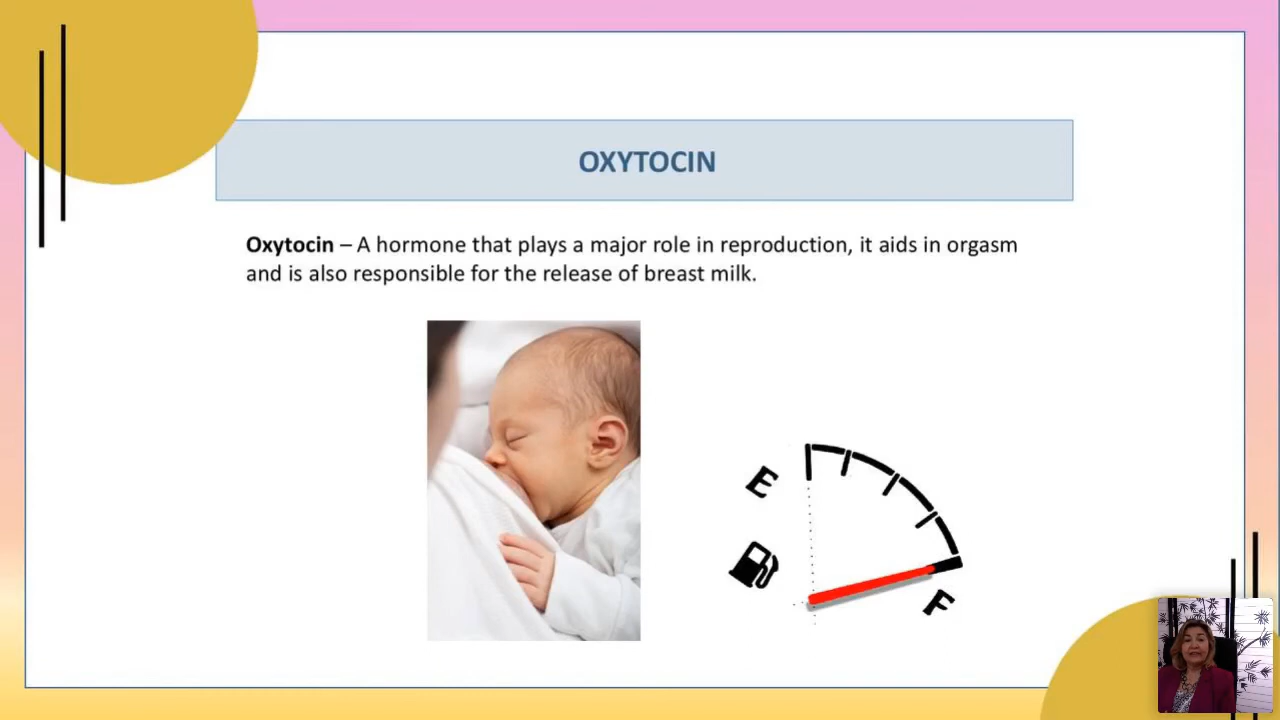 OXYTOCIN
Oxytocin – A hormone that plays a major role in reproduction, it aids in orgasm
and is also responsible for the release of breast milk.
E
F